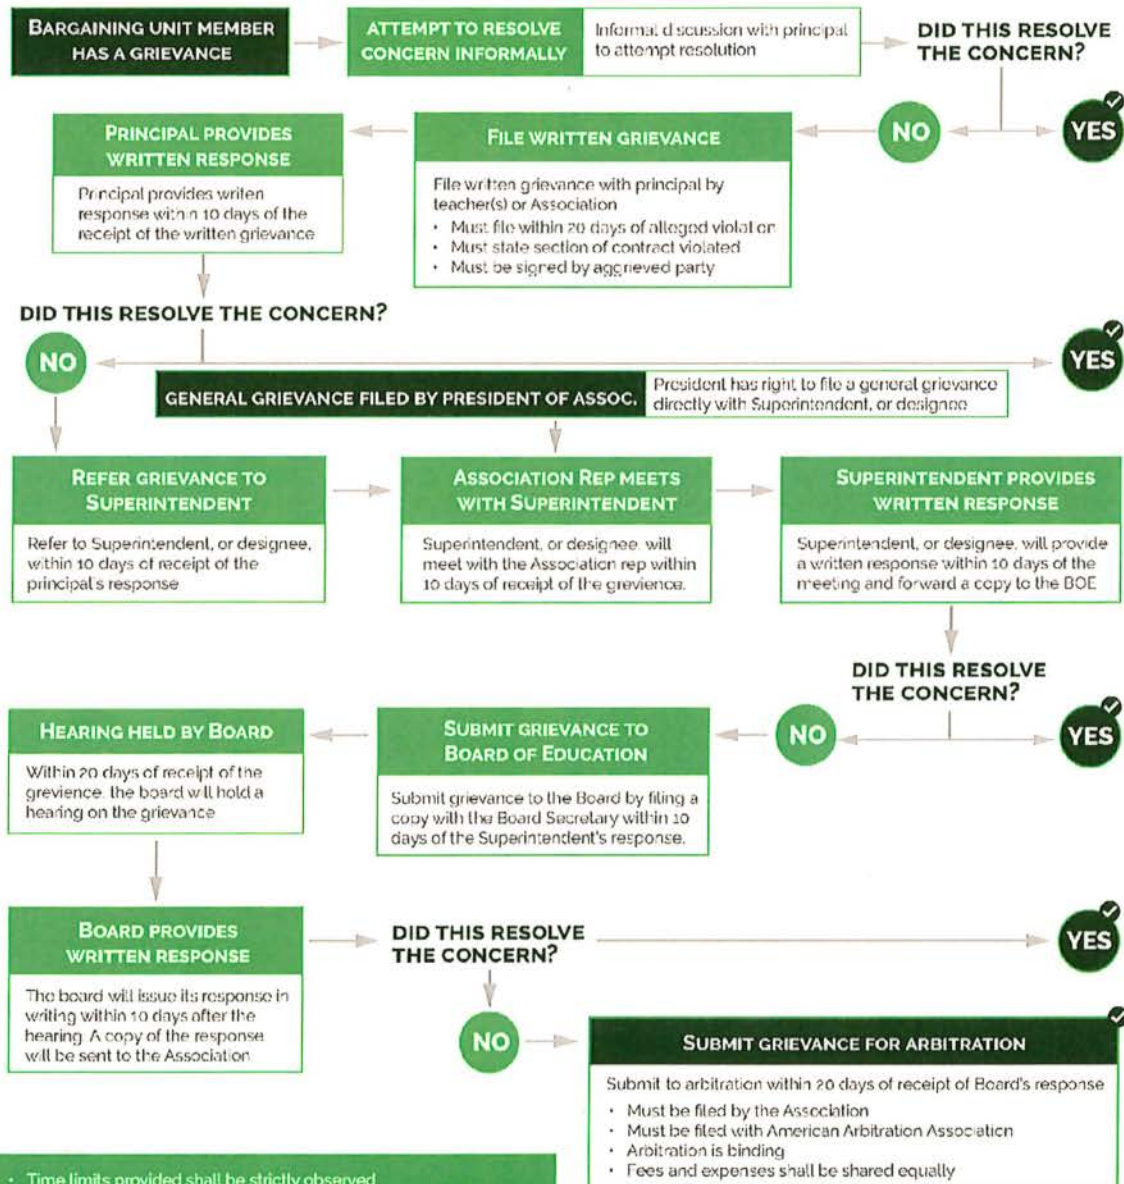 BARGAINING UNIT MEMBER
HAS A GRIEVANCE
ATTEMPT TO RESOLVE
CONCERN INFORMALLY
Informal discussion with principal
to attempt resolution
DID THIS RESOLVE
THE CONCERN?
YES
NO
FILE WRITTEN GRIEVANCE
File written grievance with principal by
teacher(s) or Association
• Must file within 20 days of alleged violation
• Must state section of contract violated
• Must be signed by aggrieved party
PRINCIPAL PROVIDES
WRITTEN RESPONSE
Principal provides writen
response within 10 days of the
receipt of the written grievance
DID THIS RESOLVE THE CONCERN?
NO
YES
GENERAL GRIEVANCE FILED BY PRESIDENT OF ASSOC.
President has right to file a general grievance
directly with Superintendent, or designee
REFER GRIEVANCE TO
SUPERINTENDENT
Refer to Superintendent, or designee,
within 10 days of receipt of the
principal's response
ASSOCIATION REP MEETS
WITH SUPERINTENDENT
Superintendent, or designee, will
meet with the Association rep within
10 days of receipt of the grevience.
SUPERINTENDENT PROVIDES
WRITTEN RESPONSE
Superintendent, or designee, will provide
a written response within 10 days of the
meeting and forward a copy to the BOE
DID THIS RESOLVE
THE CONCERN?
YES
NO
SUBMIT GRIEVANCE TO
BOARD OF EDUCATION
Submit grievance to the Board by filing a
copy with the Board Secretary within 10
days of the Superintendent's response.
HEARING HELD BY BOARD
Within 20 days of receipt of the
grevience, the board will hold a
hearing on the grievance
BOARD PROVIDES
WRITTEN RESPONSE
The board will issue its response in
writing within 10 days after the
hearing. A copy of the response
will be sent to the Association
DID THIS RESOLVE
THE CONCERN?
YES
NO
SUBMIT GRIEVANCE FOR ARBITRATION
Submit to arbitration within 20 days of receipt of Board's response
• Must be filed by the Association
• Must be filed with American Arbitration Association
• Arbitration is binding
• Fees and expenses shall be shared equally
• Time limits provided shall be strictly observed